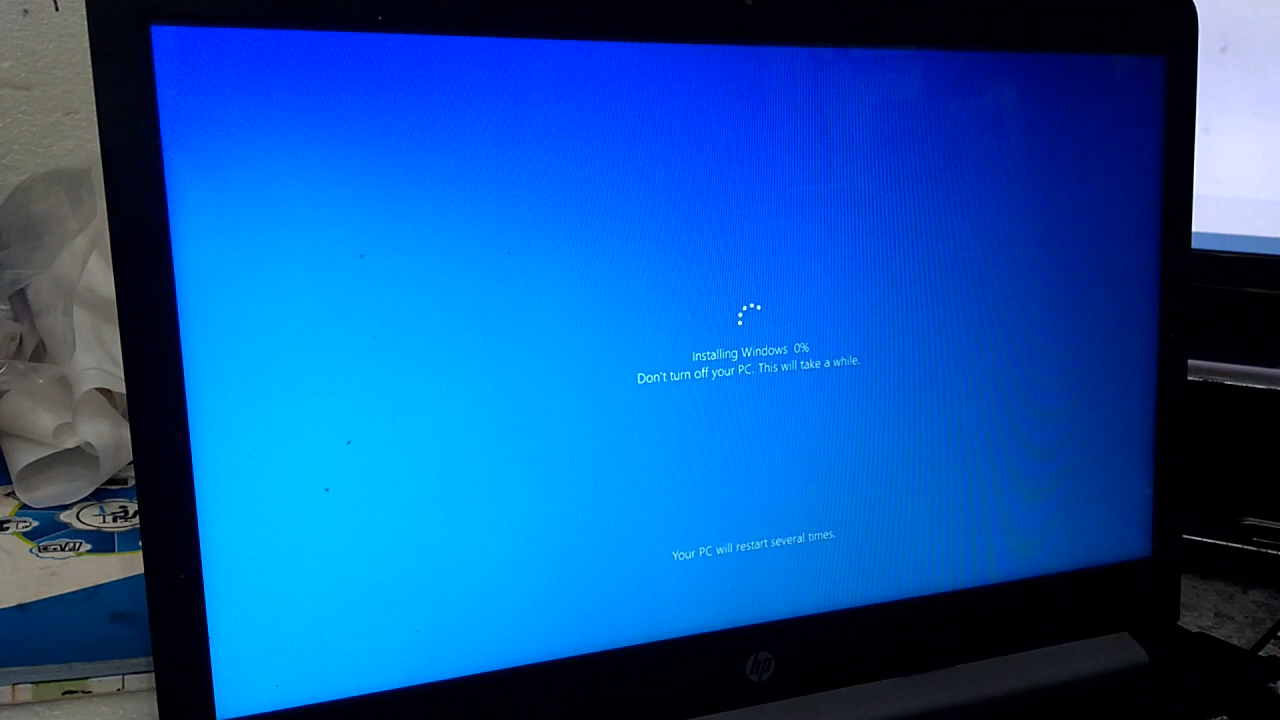 Installing Windows 0%
Don't turn off your PC. This will take a while.
Your PC will restart several times.
hp